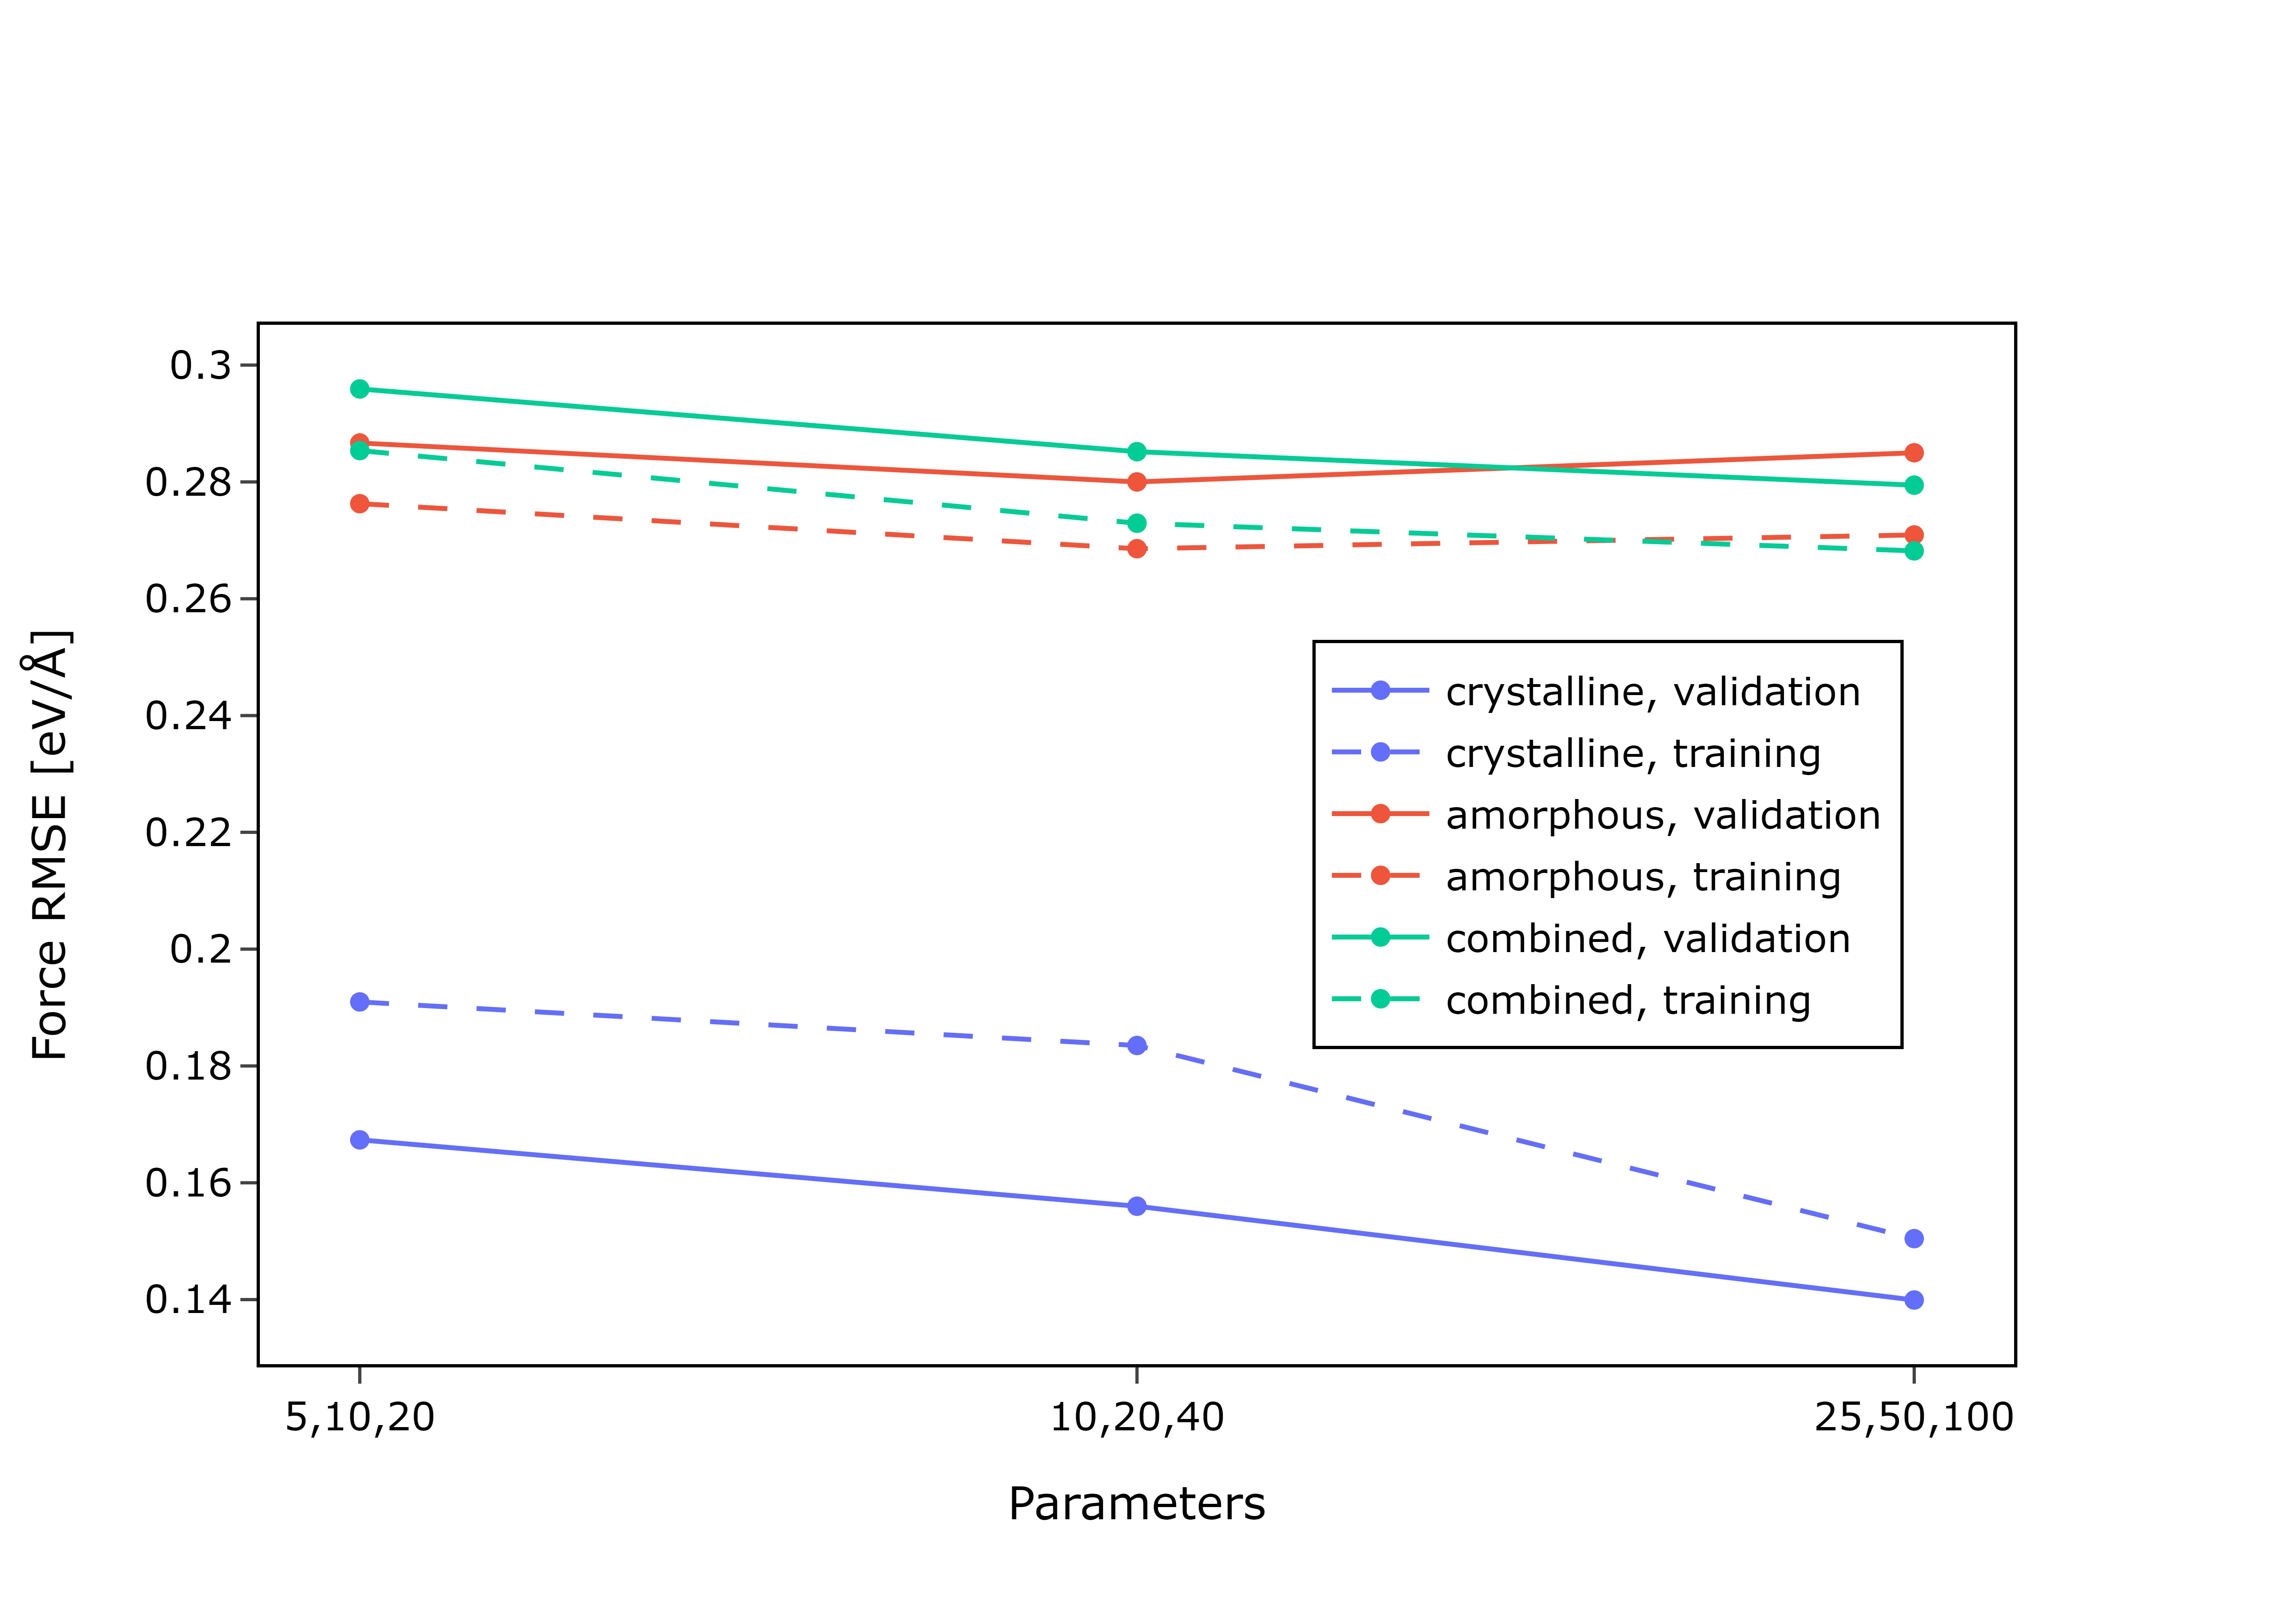 Force RMSE [eV/Å]
0.3
0.28
0.26
0.24
0.22
0.2
0.18
0.16
0.14
crystalline, validation
crystalline, training
amorphous, validation
amorphous, training
combined, validation
combined, training
5,10,20
10,20,40
25,50,100
Parameters